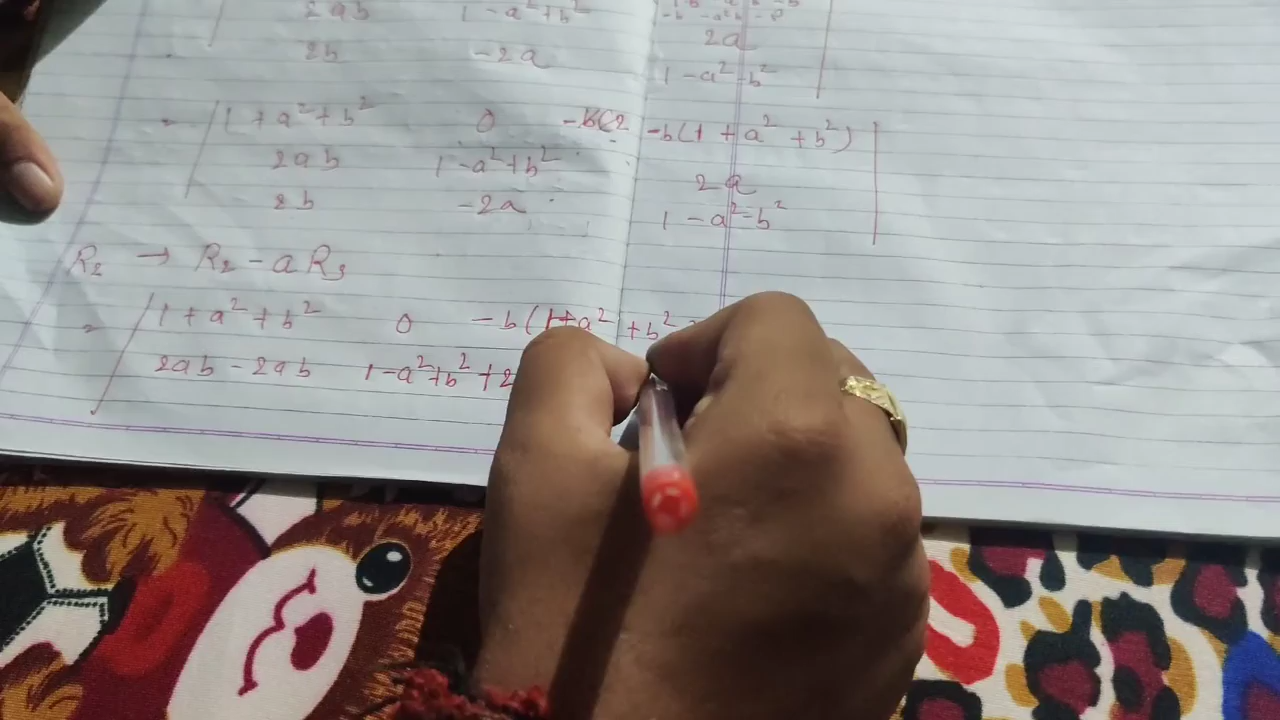 2ab 1-a²+b²
2b -2a 2a
1-a²-b²
= | 1+a²+b² 0 -b(1+a²+b²) |
2ab 1-a²+b² 2a
2b -2a 1-a²-b²
R₂ → R₂-aR₃
= | 1+a²+b² 0 -b(1+a²+b²
2ab-2ab 1-a²+b²+2